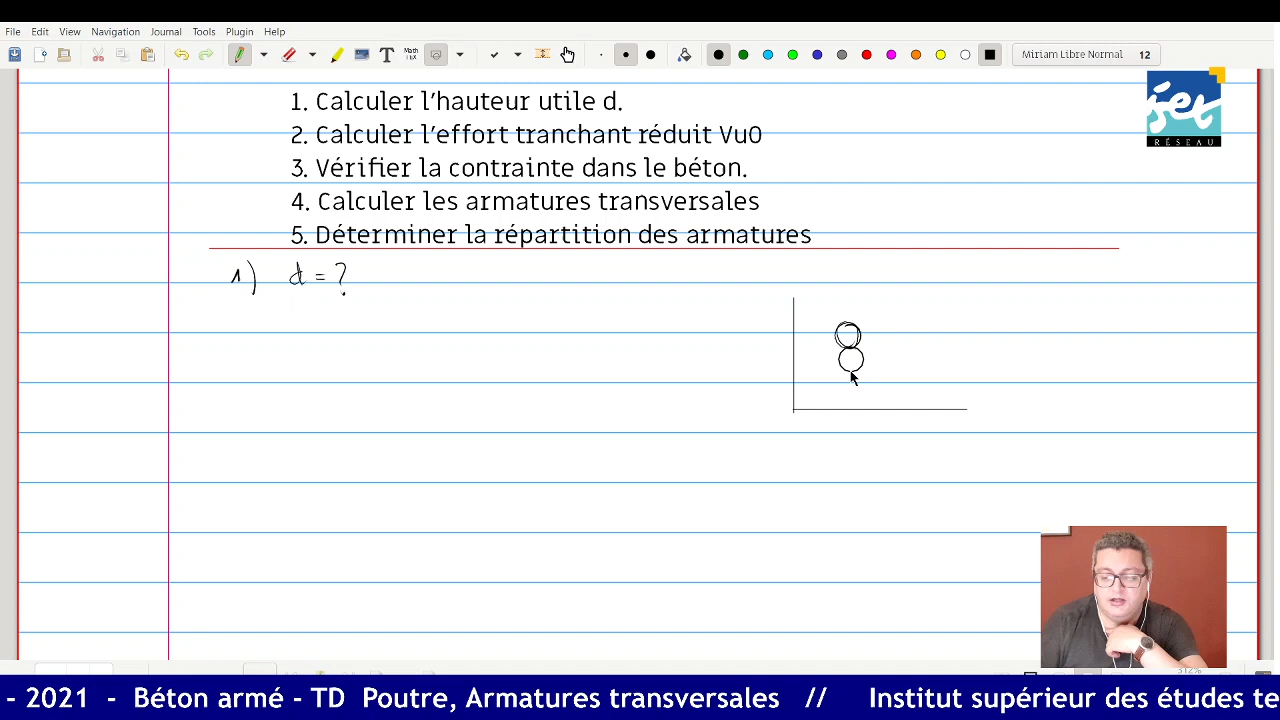 File Edit View Navigation Journal Tools Plugin Help
Miriam Libre Normal 12
1. Calculer l'hauteur utile d.
2. Calculer l'effort tranchant réduit Vu0
3. Vérifier la contrainte dans le béton.
4. Calculer les armatures transversales
5. Déterminer la répartition des armatures
iset
RÉSEAU
1) d = ?
- 2021 - Béton armé - TD Poutre, Armatures transversales // Institut supérieur des études te